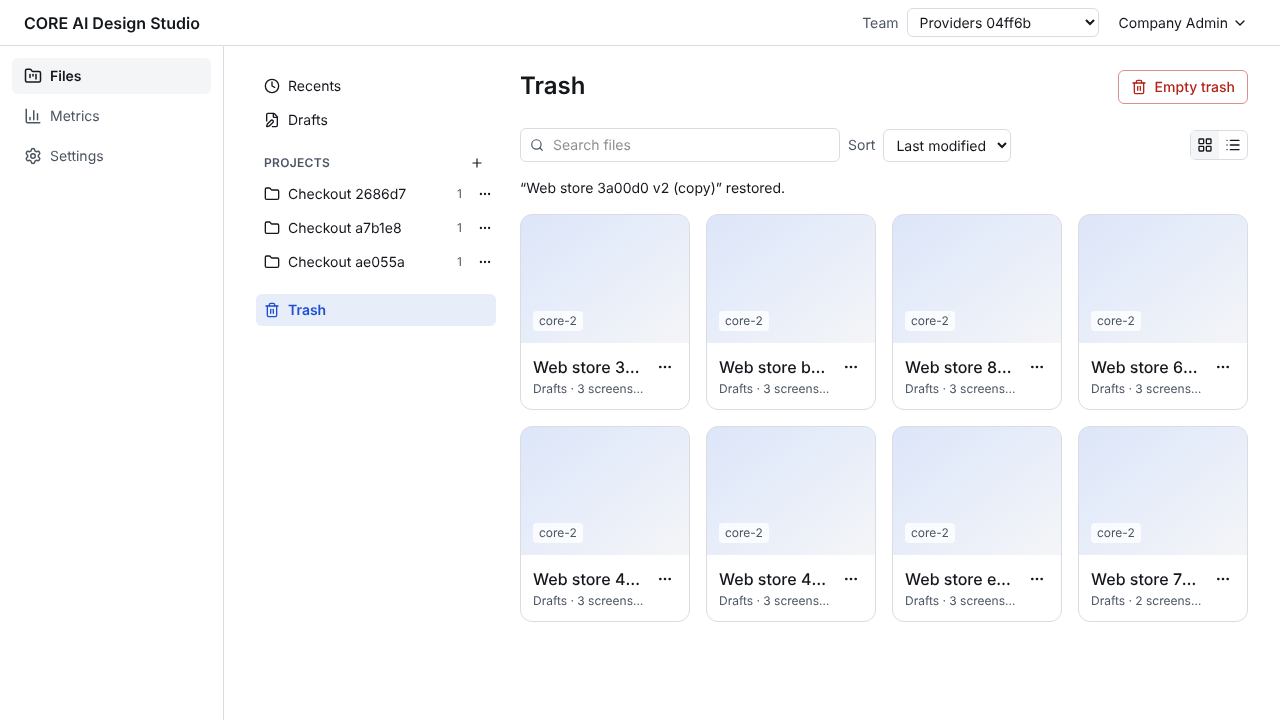 CORE AI Design Studio
Team
Providers 04ff6b
Company Admin
Files
Metrics
Settings
Recents
Drafts
PROJECTS
Checkout 2686d7 1
Checkout a7b1e8 1
Checkout ae055a 1
Trash
Trash
Empty trash
Search files
Sort
Last modified
“Web store 3a00d0 v2 (copy)” restored.
core-2
core-2
core-2
core-2
Web store 3...
Web store b...
Web store 8...
Web store 6...
Drafts · 3 screens...
Drafts · 3 screens...
Drafts · 3 screens...
Drafts · 3 screens...
core-2
core-2
core-2
core-2
Web store 4...
Web store 4...
Web store e...
Web store 7...
Drafts · 3 screens...
Drafts · 3 screens...
Drafts · 3 screens...
Drafts · 2 screens...